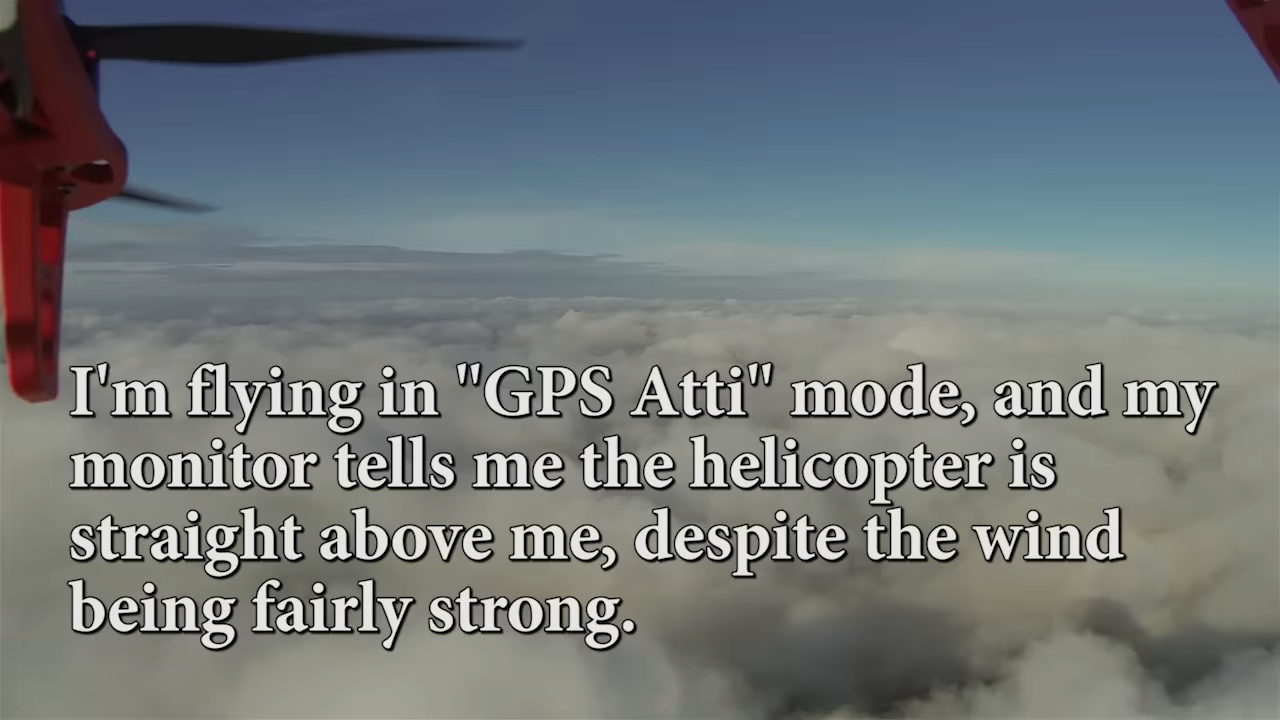 I'm flying in "GPS Atti" mode, and my
monitor tells me the helicopter is
straight above me, despite the wind
being fairly strong.